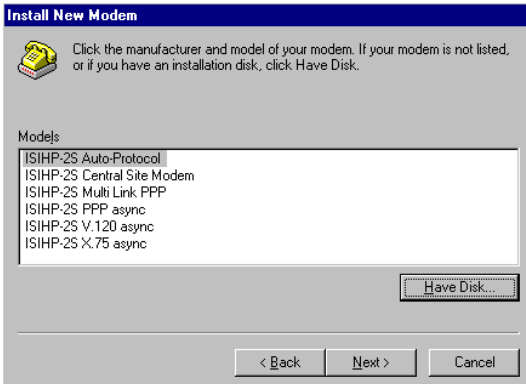 Install New Modem
Click the manufacturer and model of your modem. If your modem is not listed,
or if you have an installation disk, click Have Disk.
Models
ISIHP-2S Auto-Protocol
ISIHP-2S Central Site Modem
ISIHP-2S Multi Link PPP
ISIHP-2S PPP async
ISIHP-2S V.120 async
ISIHP-2S X.75 async
Have Disk...
< Back
Next >
Cancel